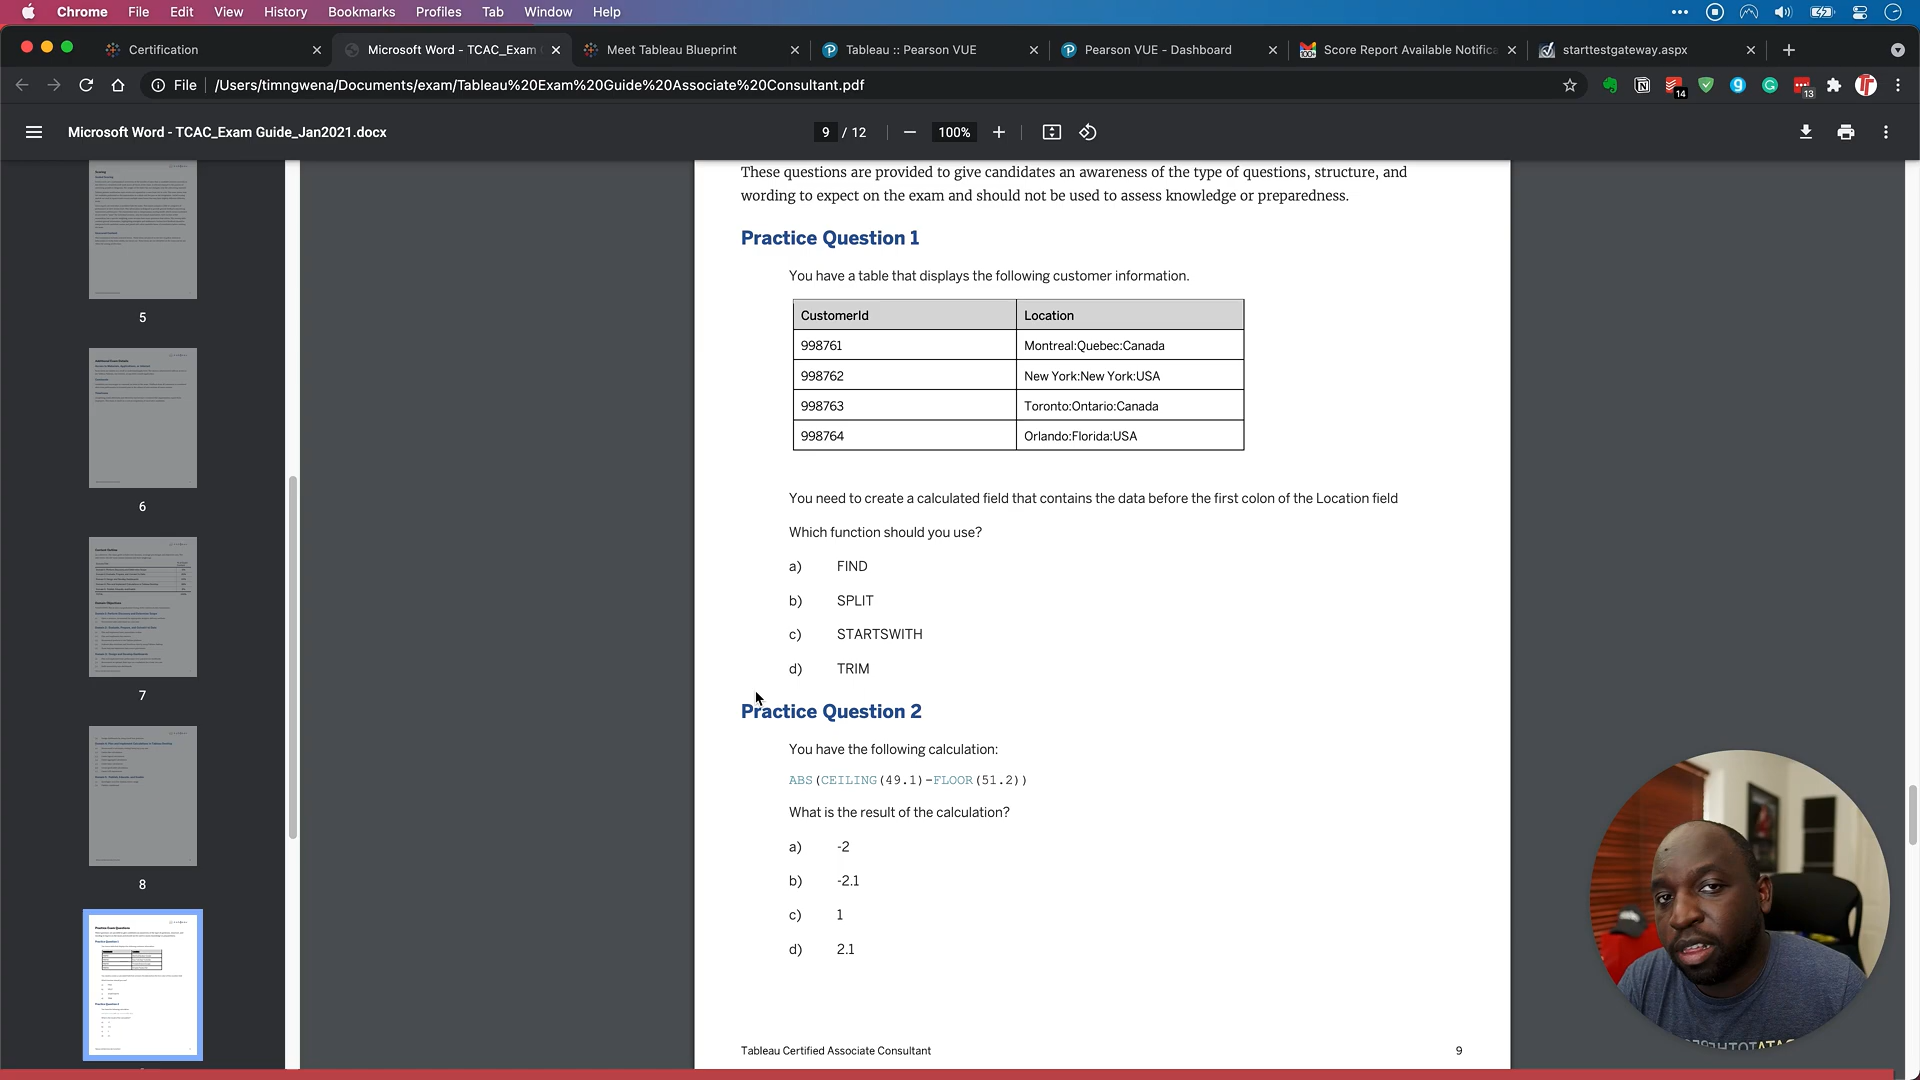 Chrome File Edit View History Bookmarks Profiles Tab Window Help
Certification
Microsoft Word - TCAC_Exam
Meet Tableau Blueprint
Tableau :: Pearson VUE
Pearson VUE - Dashboard
Score Report Available Notifica
starttestgateway.aspx
File /Users/timngwena/Documents/exam/Tableau%20Exam%20Guide%20Associate%20Consultant.pdf
14
13
Microsoft Word - TCAC_Exam Guide_Jan2021.docx
9 / 12
100%
5
6
7
8
These questions are provided to give candidates an awareness of the type of questions, structure, and
wording to expect on the exam and should not be used to assess knowledge or preparedness.
Practice Question 1
You have a table that displays the following customer information.
CustomerId Location
998761 Montreal:Quebec:Canada
998762 New York:New York:USA
998763 Toronto:Ontario:Canada
998764 Orlando:Florida:USA
You need to create a calculated field that contains the data before the first colon of the Location field
Which function should you use?
a) FIND
b) SPLIT
c) STARTSWITH
d) TRIM
Practice Question 2
You have the following calculation:
ABS(CEILING(49.1)-FLOOR(51.2))
What is the result of the calculation?
a) -2
b) -2.1
c) 1
d) 2.1
Tableau Certified Associate Consultant 9